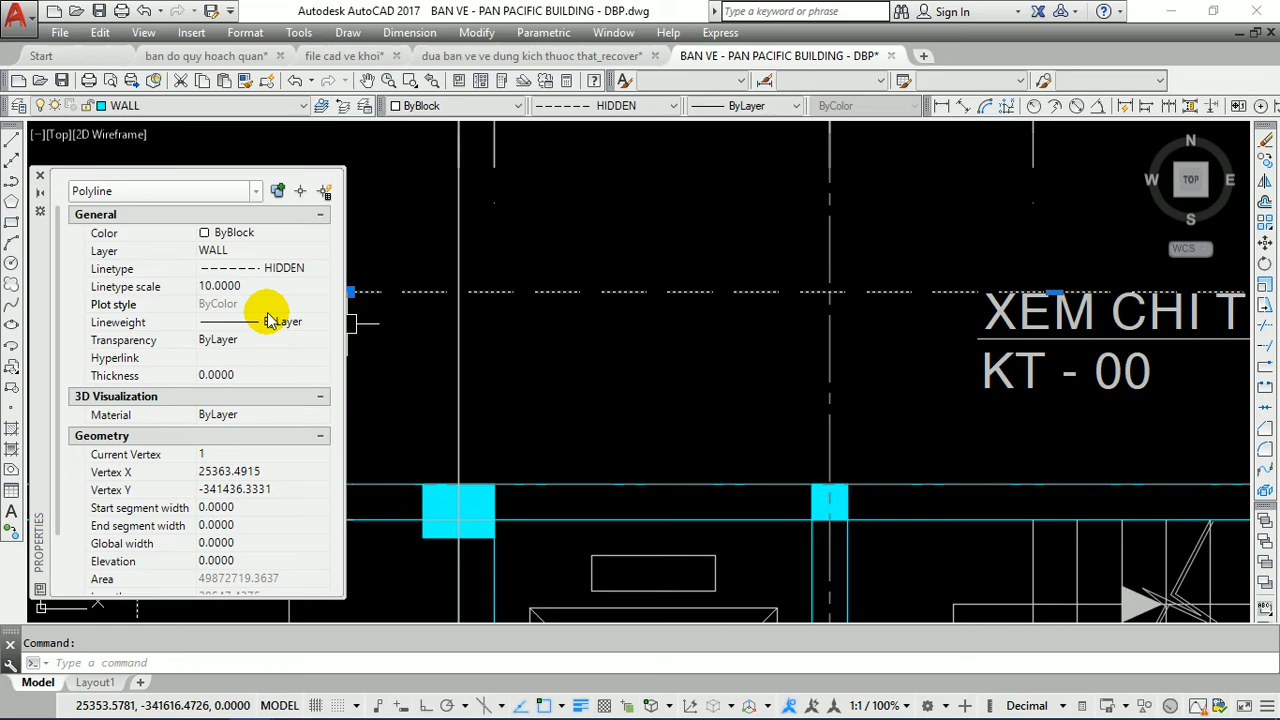 Autodesk AutoCAD 2017 BAN VE - PAN PACIFIC BUILDING - DBP.dwg
Type a keyword or phrase
Sign In
File Edit View Insert Format Tools Draw Dimension Modify Parametric Window Help Express
Start
ban do quy hoach quan*
file cad ve khoi*
dua ban ve ve dung kich thuoc that_recover*
BAN VE - PAN PACIFIC BUILDING - DBP*
WALL
ByBlock
HIDDEN
ByLayer
ByColor
[−][Top][2D Wireframe]
N
W TOP E
S
WCS
Polyline
General
Color ByBlock
Layer WALL
Linetype HIDDEN
Linetype scale 10.0000
Plot style ByColor
Lineweight ByLayer
Transparency ByLayer
Hyperlink
Thickness 0.0000
3D Visualization
Material ByLayer
Geometry
Current Vertex 1
Vertex X 25363.4915
Vertex Y -341436.3331
Start segment width 0.0000
End segment width 0.0000
Global width 0.0000
Elevation 0.0000
Area 49872719.3637
PROPERTIES
XEM CHI T
KT - 00
Command:
Type a command
Model Layout1
25353.5781, -341616.4726, 0.0000 MODEL
1:1 / 100%
Decimal